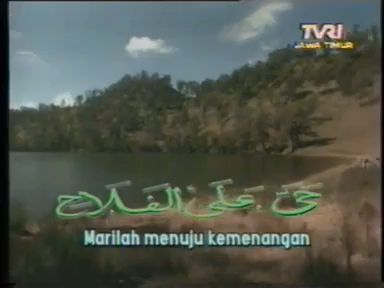 TVRI
JAWA TIMUR
حَيَّ عَلَى الْفَلَاحِ
Marilah menuju kemenangan